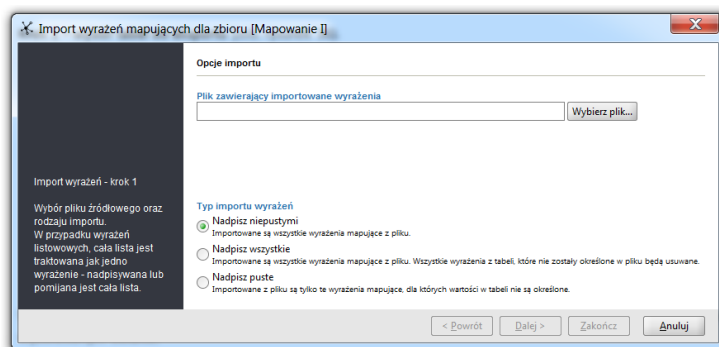 Import wyrażeń mapujących dla zbioru [Mapowanie I]
Opcje importu
Plik zawierający importowane wyrażenia
Wybierz plik...
Import wyrażeń - krok 1
Wybór pliku źródłowego oraz
rodzaju importu.
W przypadku wyrażeń
listowowych, cała lista jest
traktowana jak jedno
wyrażenie - nadpisywana lub
pomijana jest cała lista.
Typ importu wyrażeń
Nadpisz niepustymi
Importowane są wszystkie wyrażenia mapujące z pliku.
Nadpisz wszystkie
Importowane są wszystkie wyrażenia mapujące z pliku. Wszystkie wyrażenia z tabeli, które nie zostały określone w pliku będą usuwane.
Nadpisz puste
Importowane z pliku są tylko te wyrażenia mapujące, dla których wartości w tabeli nie są określone.
< Powrót Dalej > Zakończ Anuluj